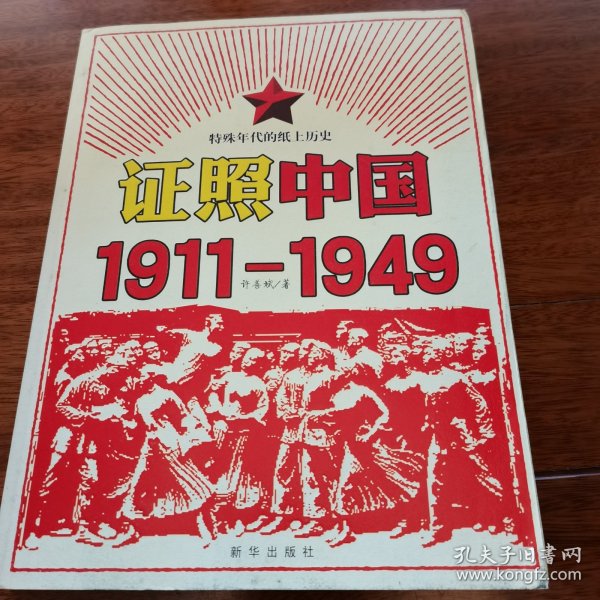 特殊年代的纸上历史
证照中国
1911-1949
许善斌/著
新华出版社
孔夫子旧书网
www.kongfz.com